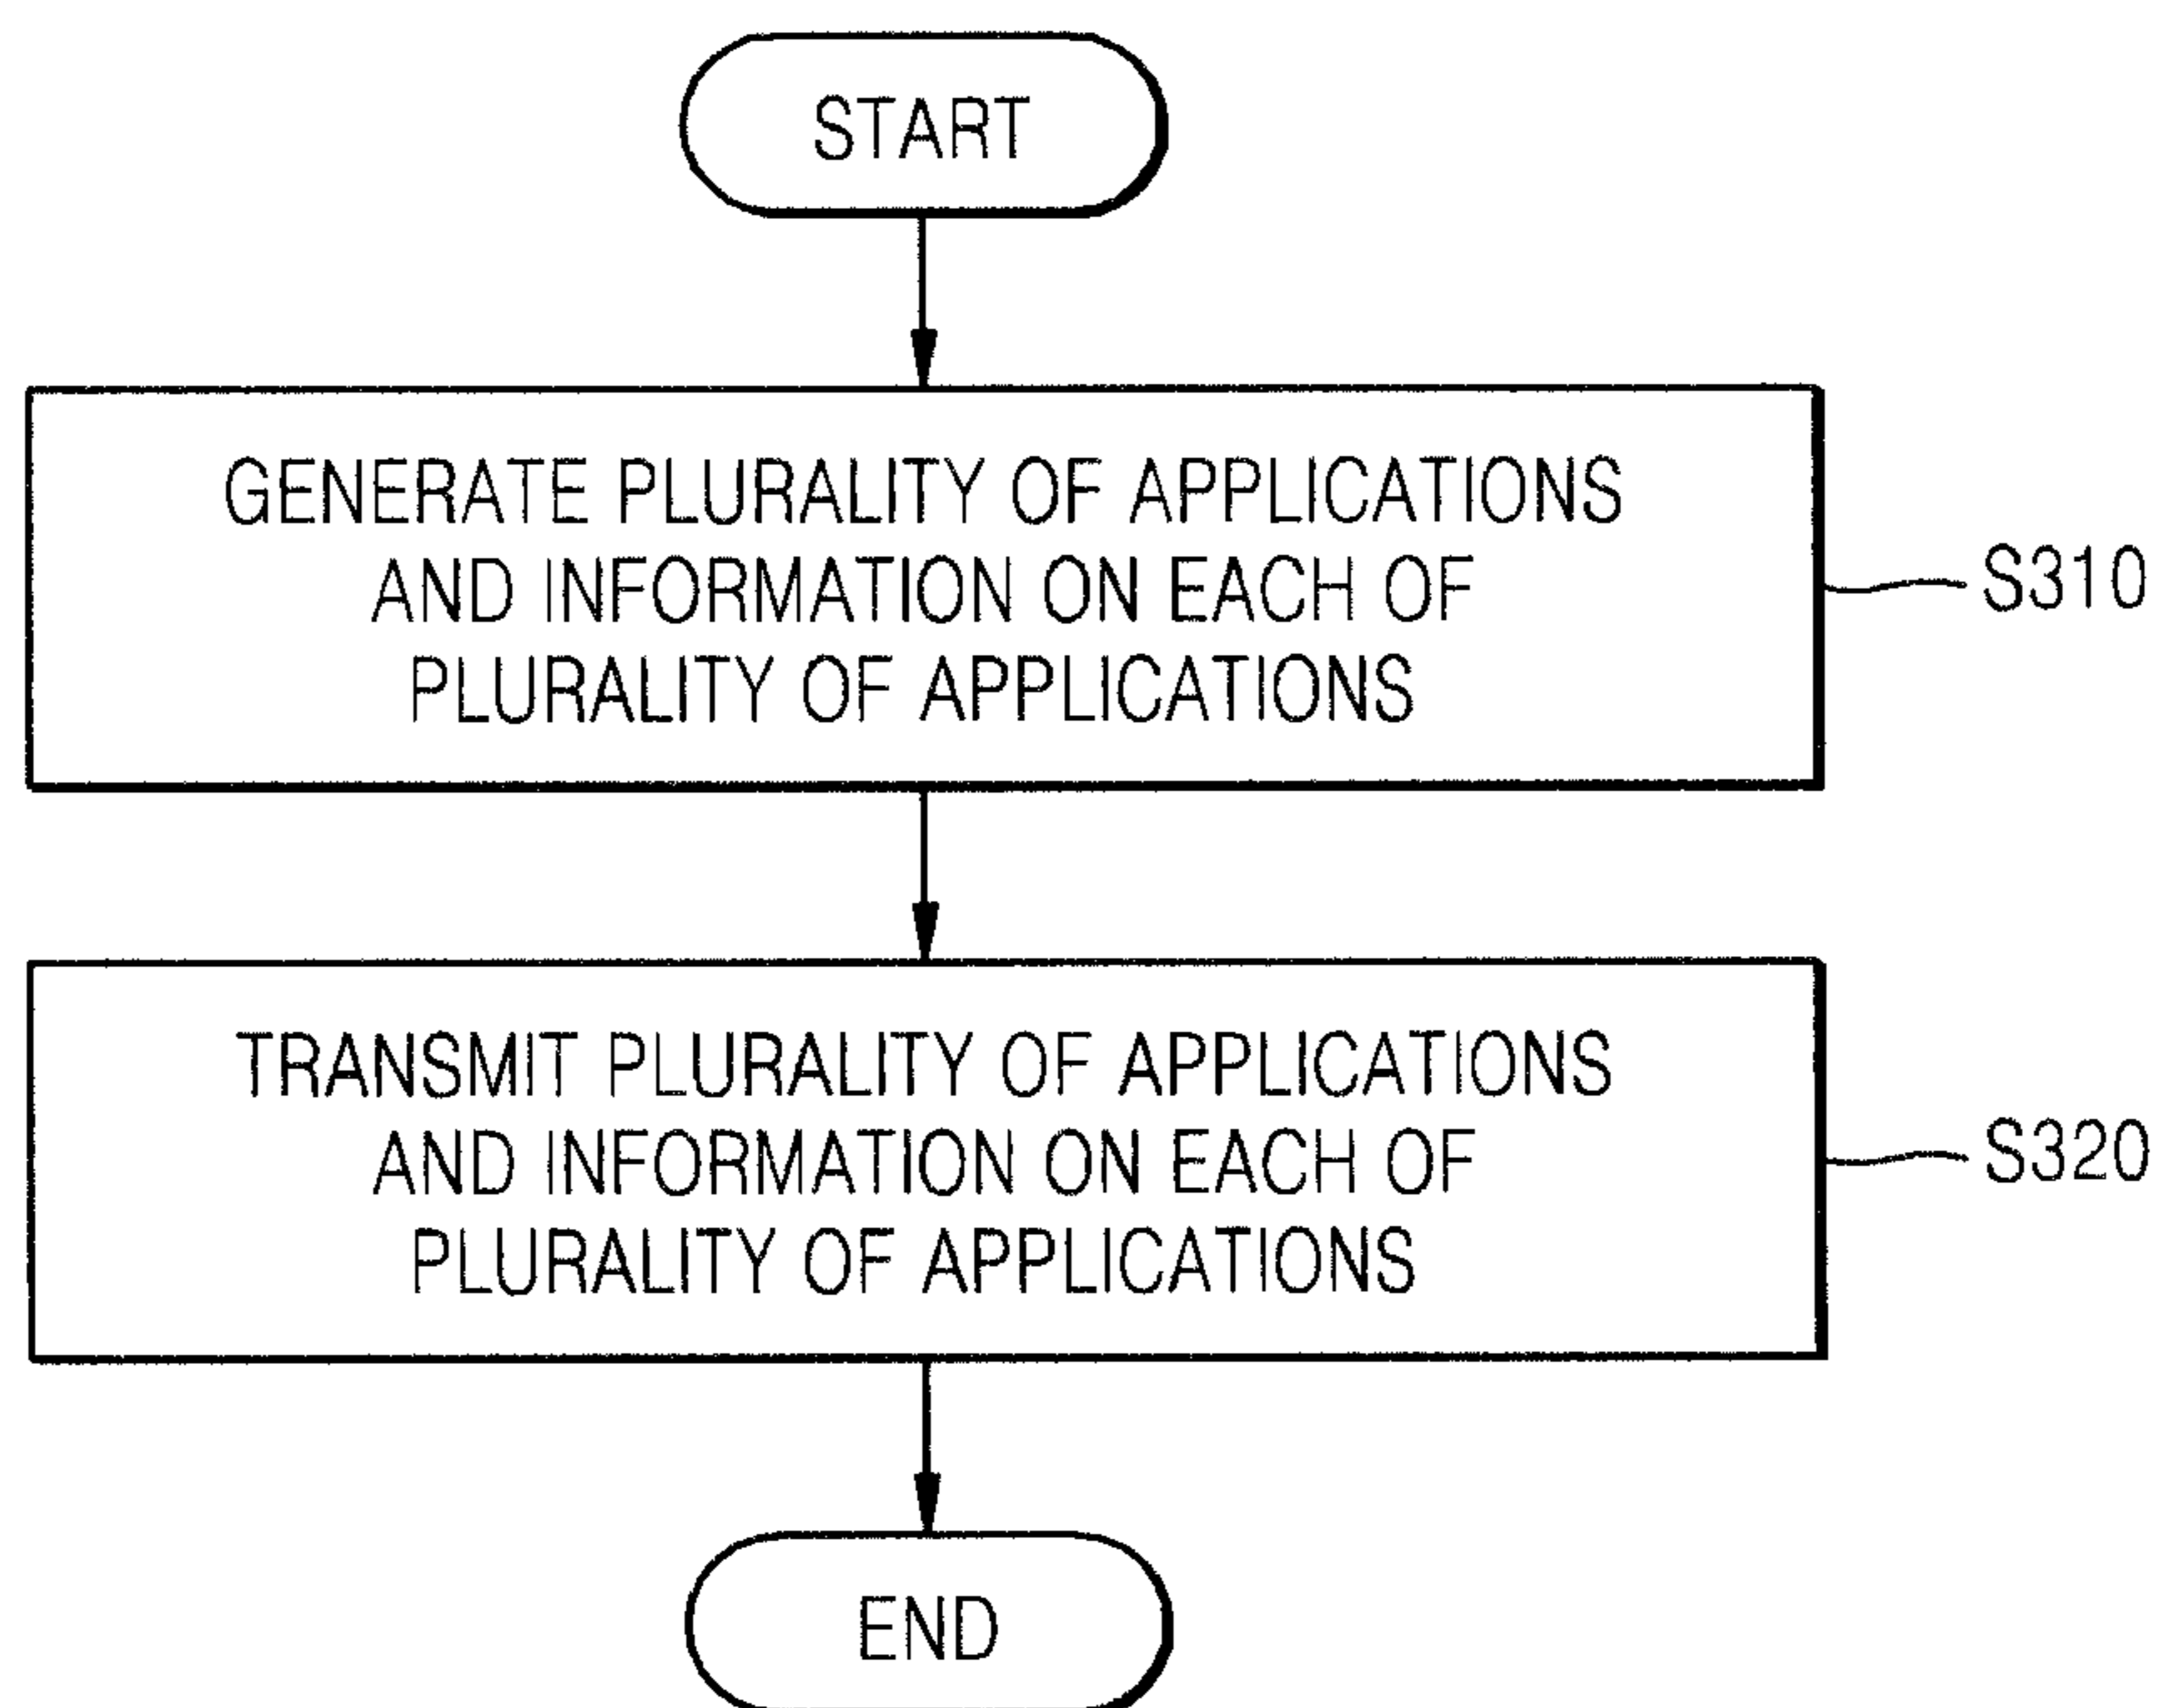 START
GENERATE PLURALITY OF APPLICATIONS
AND INFORMATION ON EACH OF
PLURALITY OF APPLICATIONS
S310
TRANSMIT PLURALITY OF APPLICATIONS
AND INFORMATION ON EACH OF
PLURALITY OF APPLICATIONS
S320
END